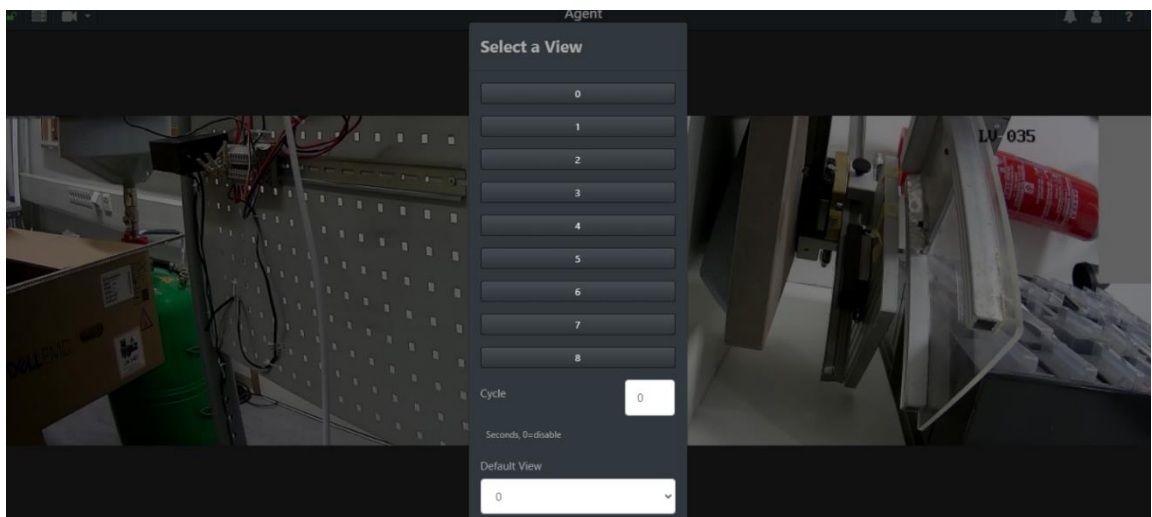 Agent
?
Select a View
0
1
2
3
4
5
6
7
8
Cycle
0
Seconds, 0=disable
Default View
0
LV-035
DELLEMC